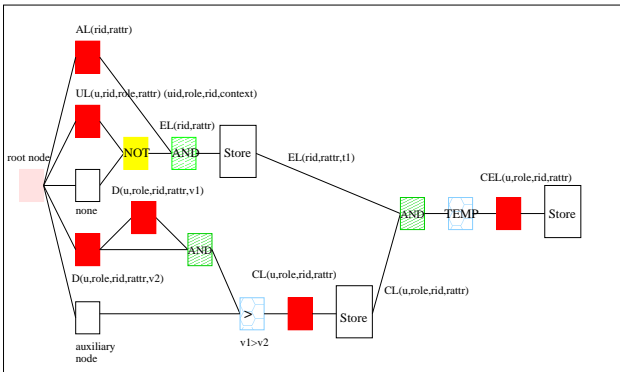 AL(rid,rattr)
UL(u,rid,role,rattr) (uid,role,rid,context)
EL(rid,rattr)
root node
NOT
AND
Store
EL(rid,rattr,t1)
CEL(u,role,rid,rattr)
none
D(u,role,rid,rattr,v1)
AND
TEMP
Store
AND
D(u,role,rid,rattr,v2)
CL(u,role,rid,rattr)
CL(u,role,rid,rattr)
>
Store
v1>v2
auxiliary
node